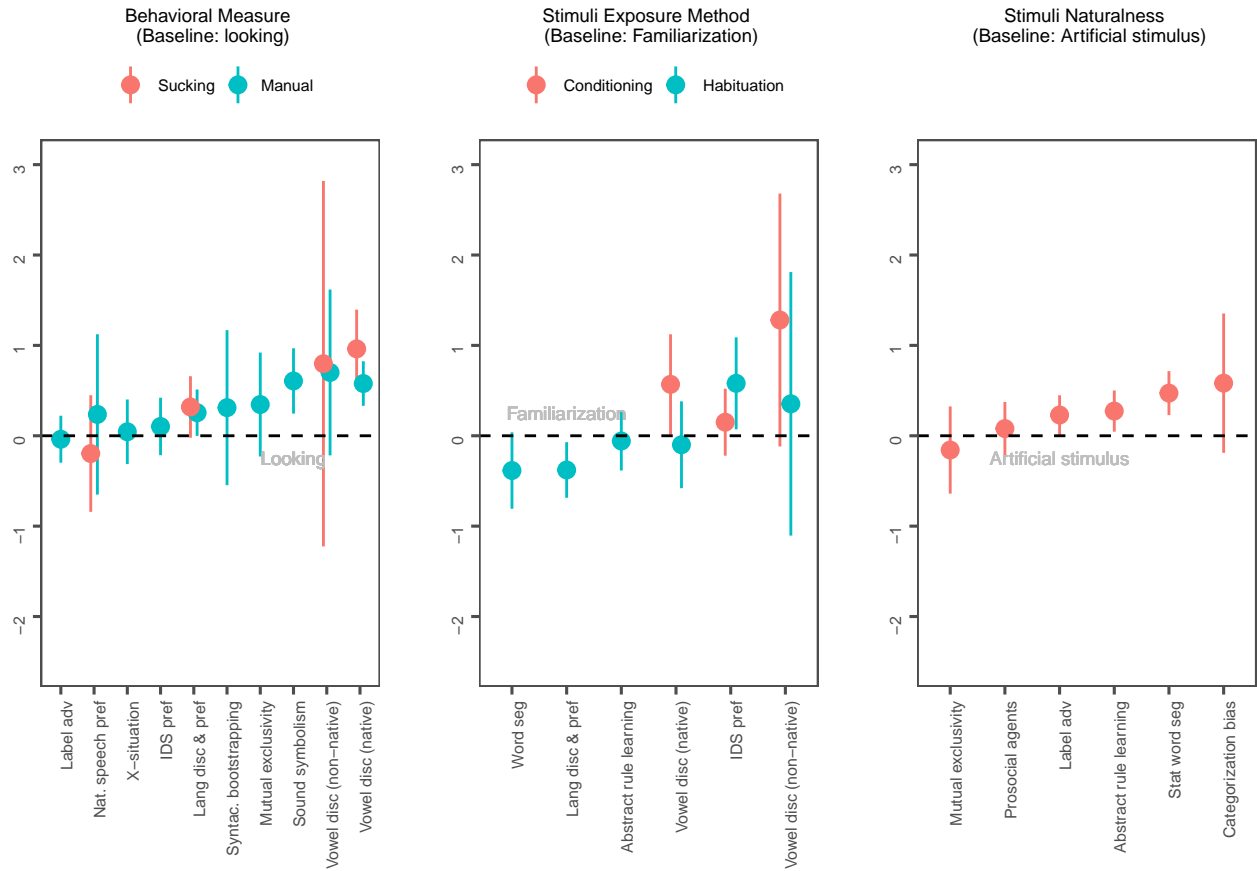 Behavioral Measure
(Baseline: looking)
Sucking Manual
3
2
1
0
−1
−2
Looking
Label adv
Nat. speech pref
X−situation
IDS pref
Lang disc & pref
Syntac. bootstrapping
Mutual exclusivity
Sound symbolism
Vowel disc (non−native)
Vowel disc (native)
Stimuli Exposure Method
(Baseline: Familiarization)
Conditioning Habituation
3
2
1
0
−1
−2
Familiarization
Word seg
Lang disc & pref
Abstract rule learning
Vowel disc (native)
IDS pref
Vowel disc (non−native)
Stimuli Naturalness
(Baseline: Artificial stimulus)
3
2
1
0
−1
−2
Artificial stimulus
Mutual exclusivity
Prosocial agents
Label adv
Abstract rule learning
Stat word seg
Categorization bias